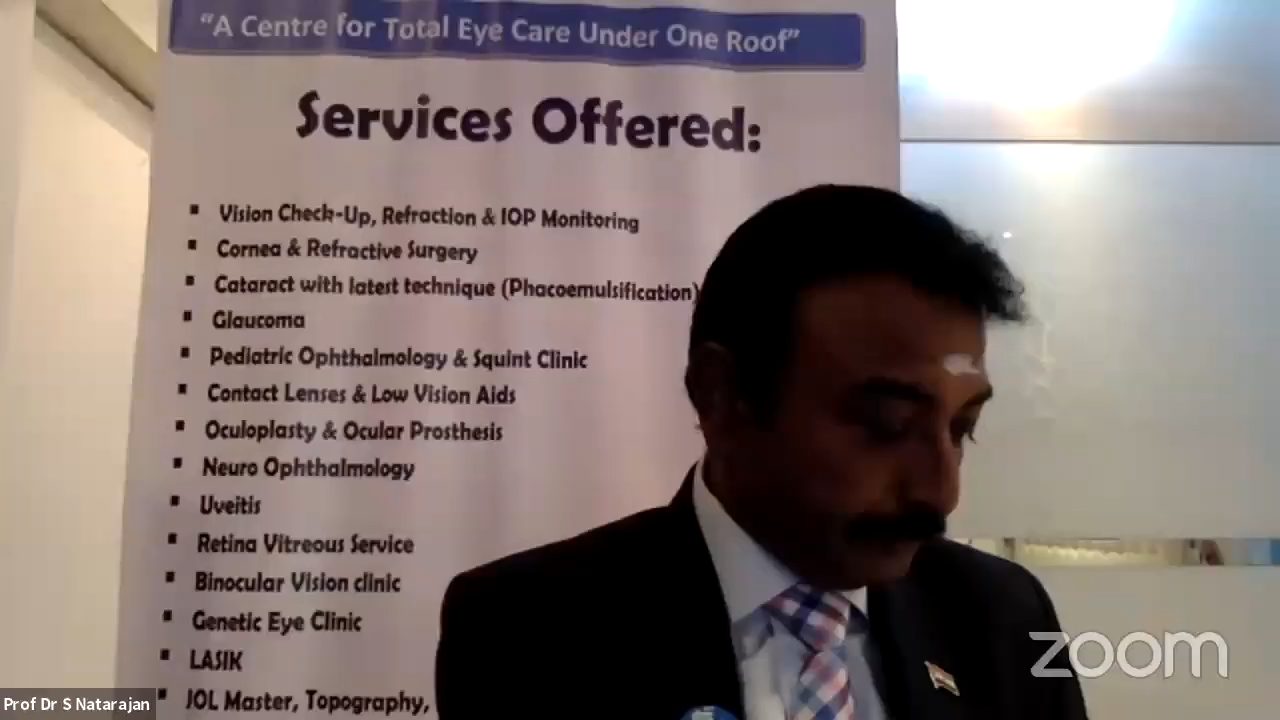 “A Centre for Total Eye Care Under One Roof”
Services Offered:
▪ Vision Check-Up, Refraction & IOP Monitoring
▪ Cornea & Refractive Surgery
▪ Cataract with latest technique (Phacoemulsification)
▪ Glaucoma
▪ Pediatric Ophthalmology & Squint Clinic
▪ Contact Lenses & Low Vision Aids
▪ Oculoplasty & Ocular Prosthesis
▪ Neuro Ophthalmology
▪ Uveitis
▪ Retina Vitreous Service
▪ Binocular Vision clinic
▪ Genetic Eye Clinic
▪ LASIK
▪ JOL Master, Topography,
zoom
Prof Dr S Natarajan